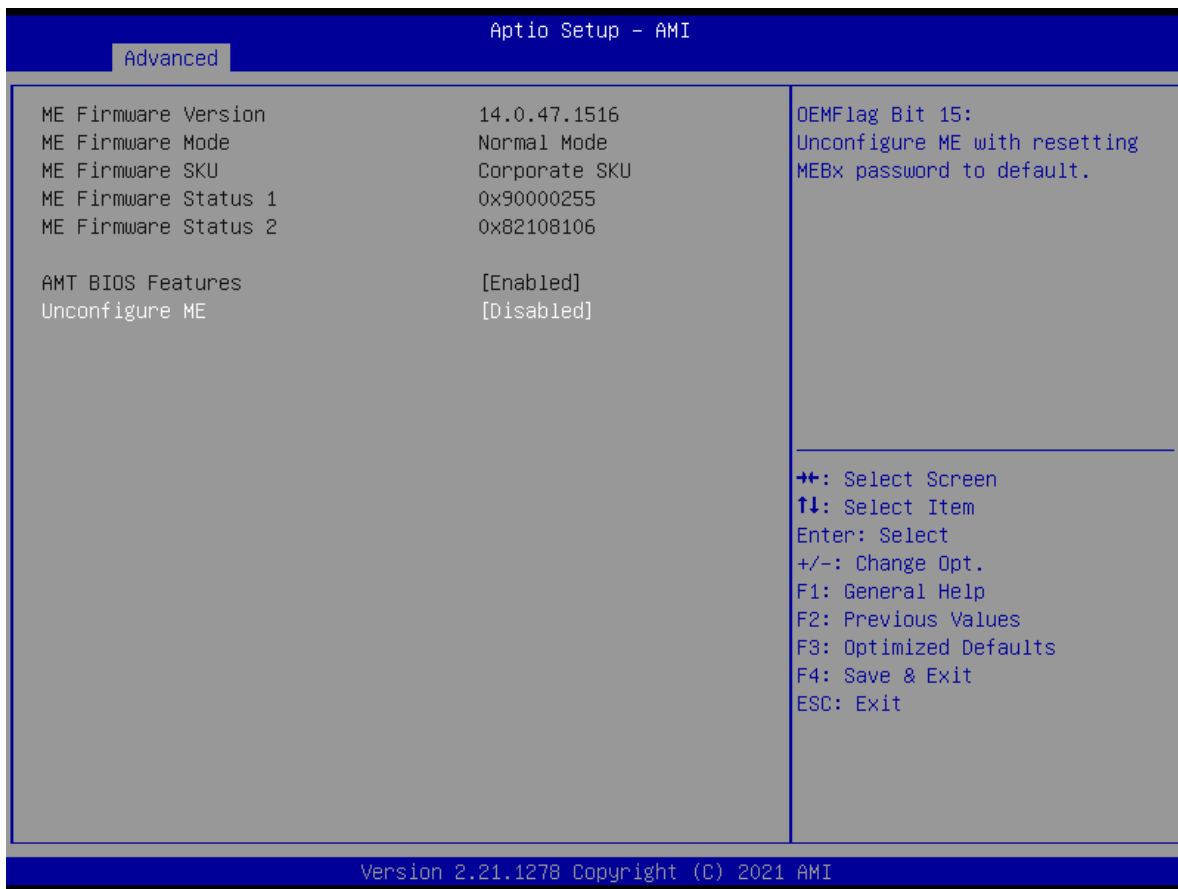 Aptio Setup – AMI
Advanced
ME Firmware Version 14.0.47.1516
ME Firmware Mode Normal Mode
ME Firmware SKU Corporate SKU
ME Firmware Status 1 0x90000255
ME Firmware Status 2 0x82108106
AMT BIOS Features [Enabled]
Unconfigure ME [Disabled]
OEMFlag Bit 15:
Unconfigure ME with resetting
MEBx password to default.
→←: Select Screen
↑↓: Select Item
Enter: Select
+/-: Change Opt.
F1: General Help
F2: Previous Values
F3: Optimized Defaults
F4: Save & Exit
ESC: Exit
Version 2.21.1278 Copyright (C) 2021 AMI